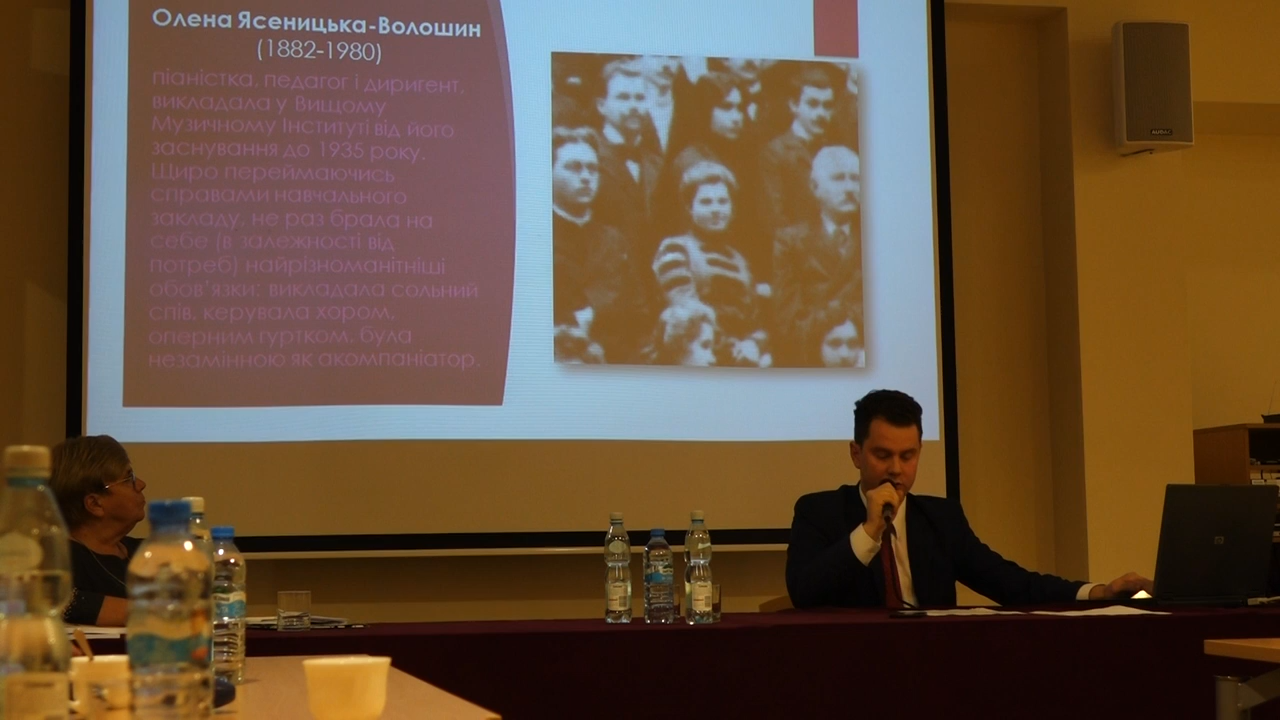 Олена Ясеницька-Волошин
(1882-1980)
піаністка, педагог і диригент,
викладала у Вищому
Музичному Інституті від його
заснування до 1935 року.
Щиро переймаючись
справами навчального
закладу, не раз брала на
себе (в залежності від
потреб) найрізноманітніші
обов'язки: викладала сольний
спів, керувала хором,
оперним гуртком, була
незамінною як акомпаніатор.